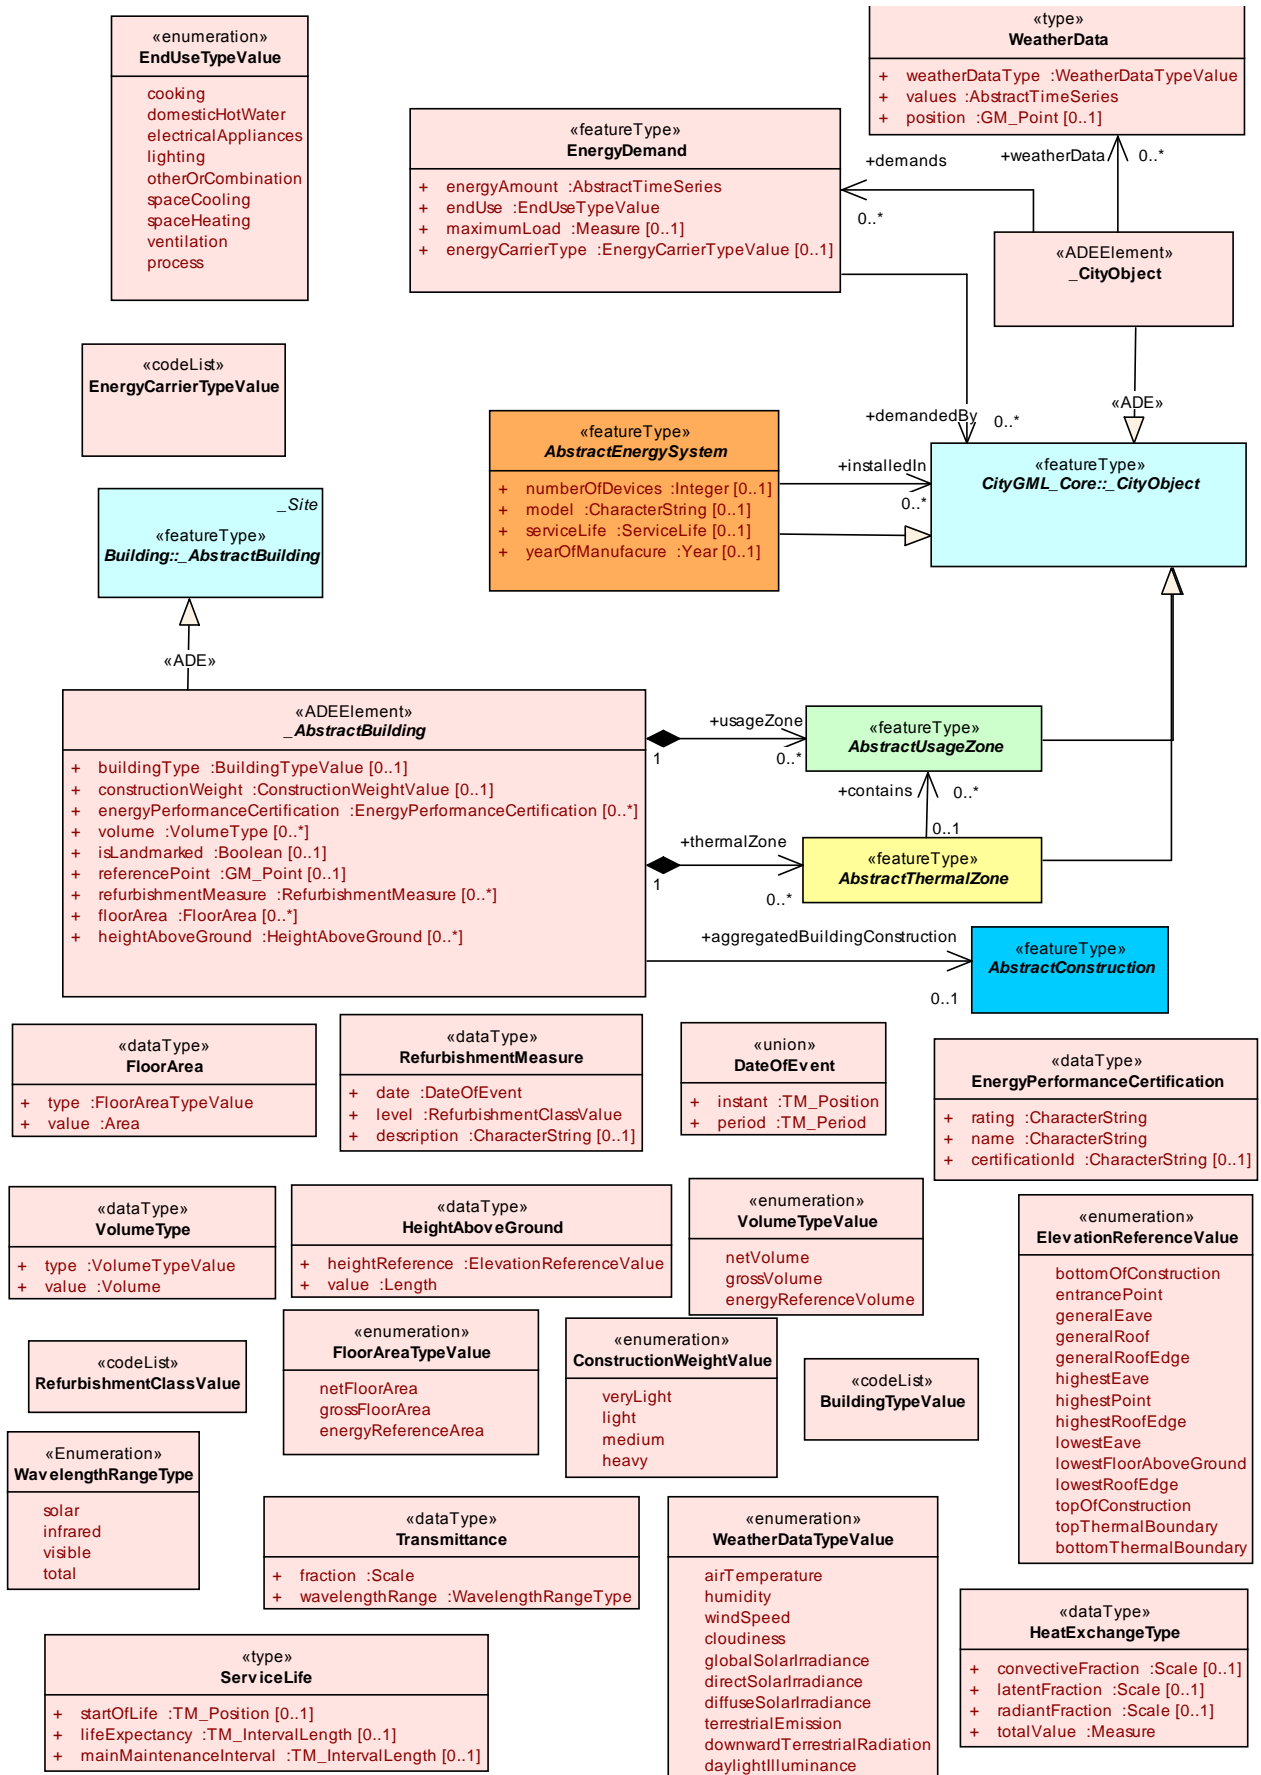 «enumeration»
EndUseTypeValue
cooking
domesticHotWater
electricalAppliances
lighting
otherOrCombination
spaceCooling
spaceHeating
ventilation
process
«type»
WeatherData
+ weatherDataType :WeatherDataTypeValue
+ values :AbstractTimeSeries
+ position :GM_Point [0..1]
«featureType»
EnergyDemand
+ energyAmount :AbstractTimeSeries
+ endUse :EndUseTypeValue
+ maximumLoad :Measure [0..1]
+ energyCarrierType :EnergyCarrierTypeValue [0..1]
+demands
0..*
+weatherData
0..*
«ADEElement»
_CityObject
«codeList»
EnergyCarrierTypeValue
«ADE»
+demandedBy
0..*
«featureType»
AbstractEnergySystem
+ numberOfDevices :Integer [0..1]
+ model :CharacterString [0..1]
+ serviceLife :ServiceLife [0..1]
+ yearOfManufacure :Year [0..1]
+installedIn
0..*
«featureType»
CityGML_Core::_CityObject
_Site
«featureType»
Building::_AbstractBuilding
«ADE»
«ADEElement»
_AbstractBuilding
+ buildingType :BuildingTypeValue [0..1]
+ constructionWeight :ConstructionWeightValue [0..1]
+ energyPerformanceCertification :EnergyPerformanceCertification [0..*]
+ volume :VolumeType [0..*]
+ isLandmarked :Boolean [0..1]
+ referencePoint :GM_Point [0..1]
+ refurbishmentMeasure :RefurbishmentMeasure [0..*]
+ floorArea :FloorArea [0..*]
+ heightAboveGround :HeightAboveGround [0..*]
+usageZone
1
0..*
«featureType»
AbstractUsageZone
+contains
0..*
0..1
+thermalZone
1
0..*
«featureType»
AbstractThermalZone
+aggregatedBuildingConstruction
0..1
«featureType»
AbstractConstruction
«dataType»
FloorArea
+ type :FloorAreaTypeValue
+ value :Area
«dataType»
RefurbishmentMeasure
+ date :DateOfEvent
+ level :RefurbishmentClassValue
+ description :CharacterString [0..1]
«union»
DateOfEvent
+ instant :TM_Position
+ period :TM_Period
«dataType»
EnergyPerformanceCertification
+ rating :CharacterString
+ name :CharacterString
+ certificationId :CharacterString [0..1]
«dataType»
VolumeType
+ type :VolumeTypeValue
+ value :Volume
«dataType»
HeightAboveGround
+ heightReference :ElevationReferenceValue
+ value :Length
«enumeration»
VolumeTypeValue
netVolume
grossVolume
energyReferenceVolume
«enumeration»
ElevationReferenceValue
bottomOfConstruction
entrancePoint
generalEave
generalRoof
generalRoofEdge
highestEave
highestPoint
highestRoofEdge
lowestEave
lowestFloorAboveGround
lowestRoofEdge
topOfConstruction
topThermalBoundary
bottomThermalBoundary
«codeList»
RefurbishmentClassValue
«enumeration»
FloorAreaTypeValue
netFloorArea
grossFloorArea
energyReferenceArea
«enumeration»
ConstructionWeightValue
veryLight
light
medium
heavy
«codeList»
BuildingTypeValue
«Enumeration»
WavelengthRangeType
solar
infrared
visible
total
«dataType»
Transmittance
+ fraction :Scale
+ wavelengthRange :WavelengthRangeType
«enumeration»
WeatherDataTypeValue
airTemperature
humidity
windSpeed
cloudiness
globalSolarIrradiance
directSolarIrradiance
diffuseSolarIrradiance
terrestrialEmission
downwardTerrestrialRadiation
daylightIlluminance
«dataType»
HeatExchangeType
+ convectiveFraction :Scale [0..1]
+ latentFraction :Scale [0..1]
+ radiantFraction :Scale [0..1]
+ totalValue :Measure
«type»
ServiceLife
+ startOfLife :TM_Position [0..1]
+ lifeExpectancy :TM_IntervalLength [0..1]
+ mainMaintenanceInterval :TM_IntervalLength [0..1]